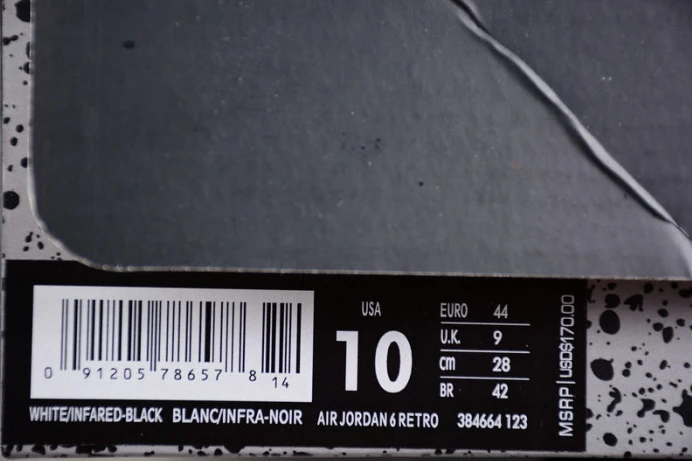 0 91205 78657 8 14
USA
10
EURO 44
U.K. 9
cm 28
BR 42
MSRP | USD$170.00
WHITE/INFARED-BLACK BLANC/INFRA-NOIR AIR JORDAN 6 RETRO 384664 123